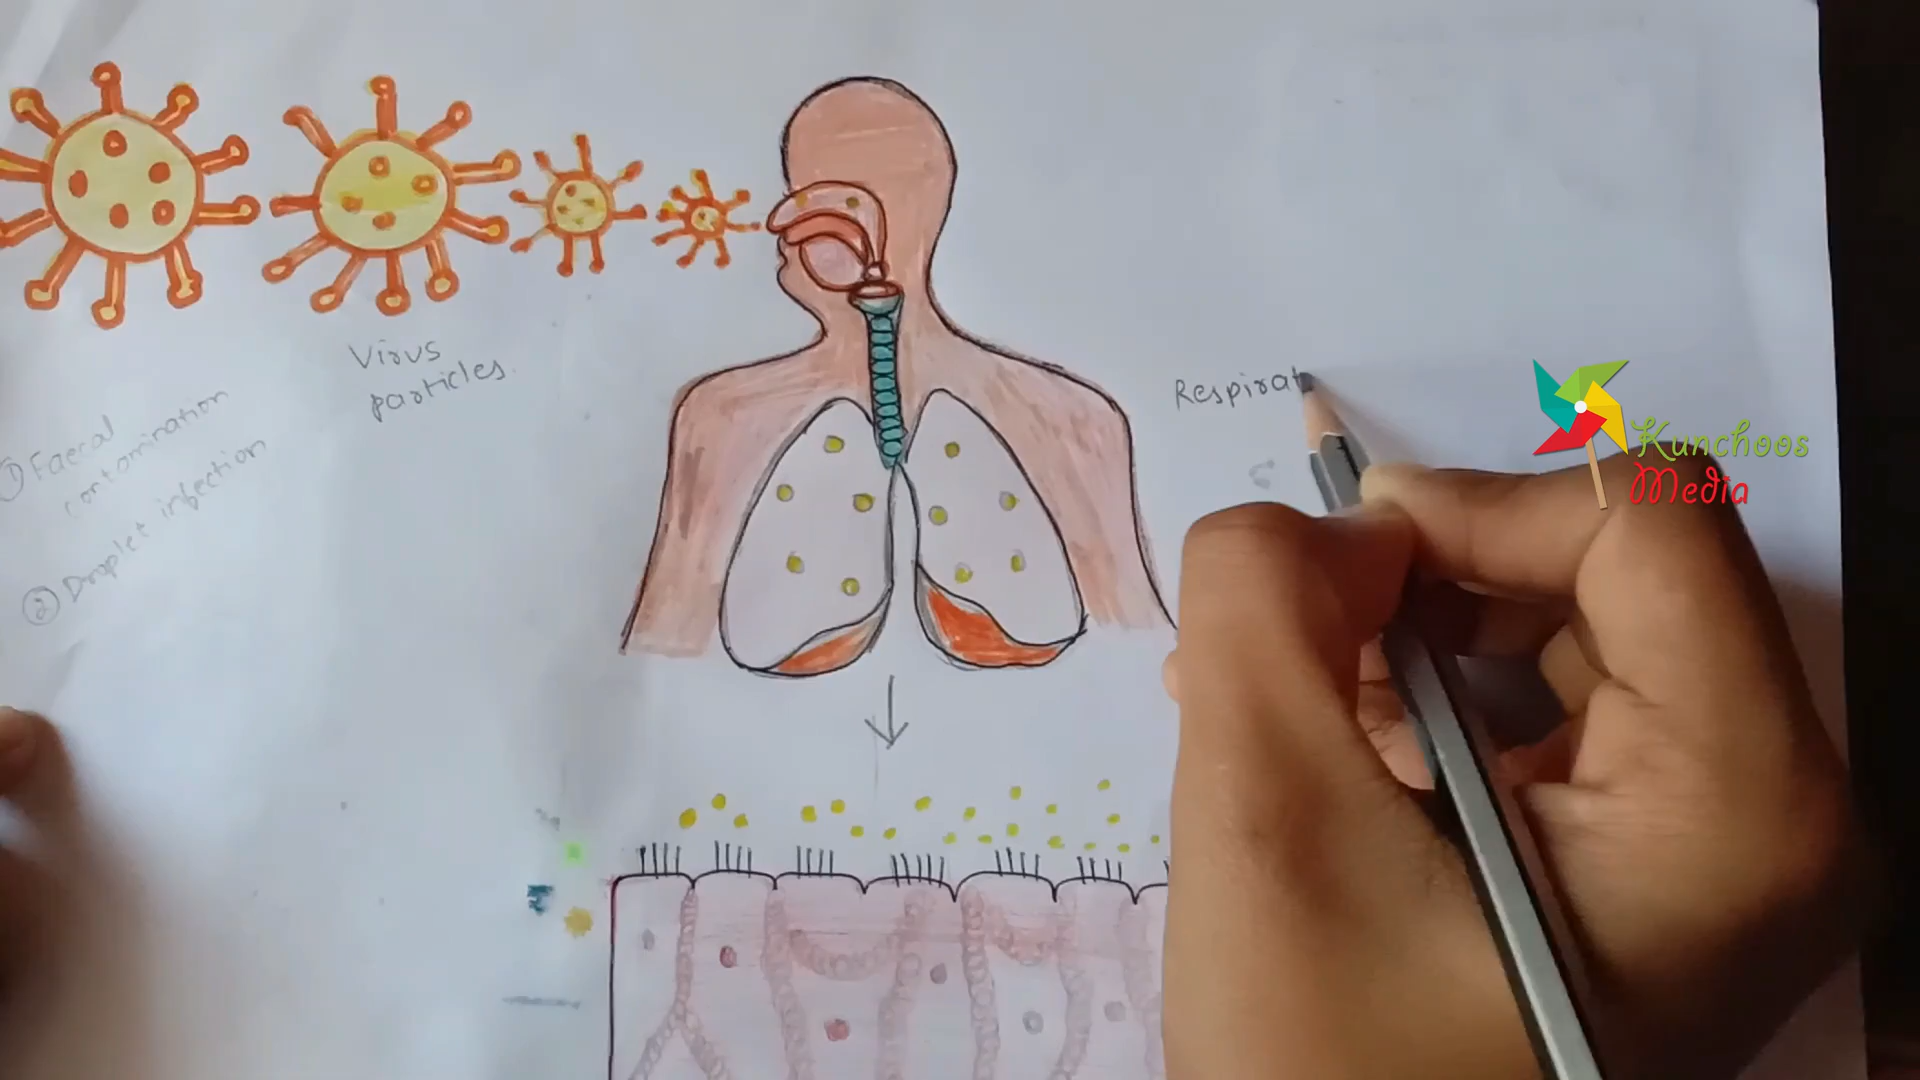 Virus
particles.
① Faecal
contamination
② Droplet infection
Respirat
Kunchoos
Media